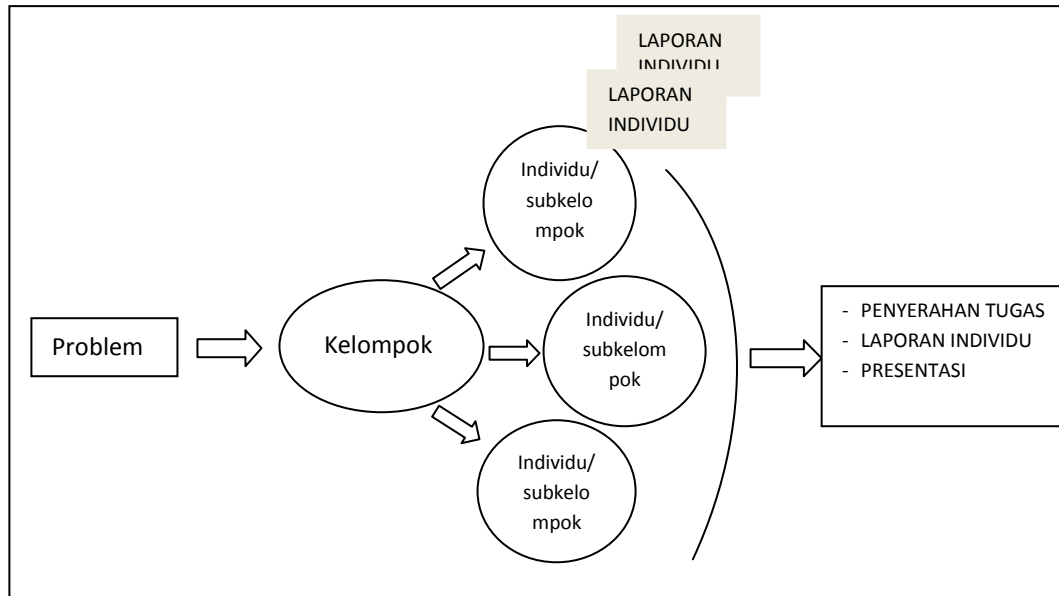 LAPORAN
INDIVIDU
LAPORAN
INDIVIDU
Individu/
subkelo
mpok
Problem
Kelompok
Individu/
subkelom
pok
- PENYERAHAN TUGAS
- LAPORAN INDIVIDU
- PRESENTASI
Individu/
subkelo
mpok